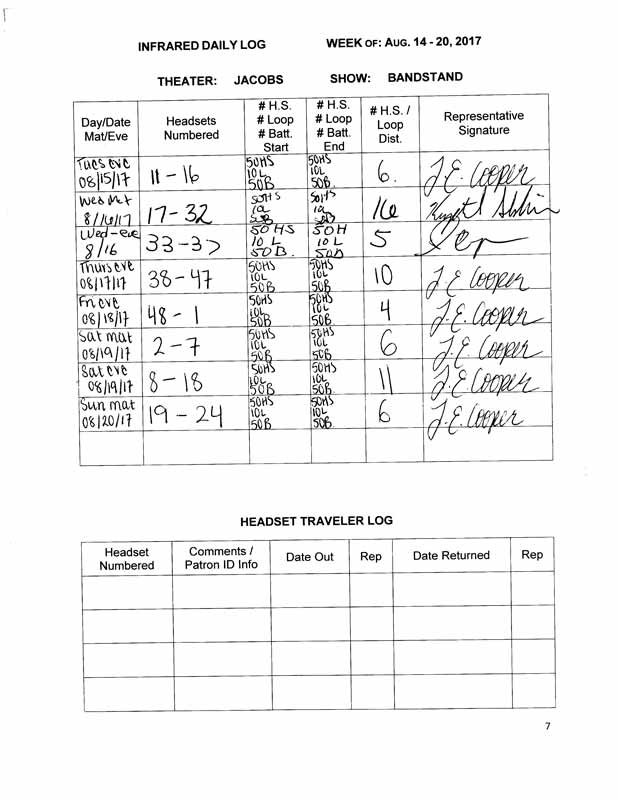 INFRARED DAILY LOG WEEK OF: AUG. 14 - 20, 2017
THEATER: JACOBS SHOW: BANDSTAND
Day/Date
Mat/Eve
Headsets
Numbered
# H.S.
# Loop
# Batt.
Start
# H.S.
# Loop
# Batt.
End
# H.S. /
Loop
Dist.
Representative
Signature
Tues eve
08/15/17
11 - 16
50HS
10L
50B
50HS
10L
50B.
6.
J.E. Cooper
Wed Mat
8/16/17
17 - 32
50HS
10L
50B
50HS
10L
50B
16
Wed-eve
8/16
33 - 37
50HS
10 L
50B.
50H
10 L
50B
5
Thurs eve
08/17/17
38 - 47
50HS
10L
50B
50HS
10L
50B
10
J.E. Cooper
Fri eve
08/18/17
48 - 1
50HS
10L
50B
50HS
10L
50B
4
J.E. Cooper
Sat mat
08/19/17
2 - 7
50HS
10L
50B
50HS
10L
50B
6
J.E. Cooper
Sat eve
08/19/17
8 - 18
50HS
10L
50B
50HS
10L
50B.
11
J.E. Cooper
Sun mat
08/20/17
19 - 24
50HS
10L
50B
50HS
10L
50B.
6
J.E. Cooper
HEADSET TRAVELER LOG
Headset
Numbered
Comments /
Patron ID Info
Date Out
Rep
Date Returned
Rep
7